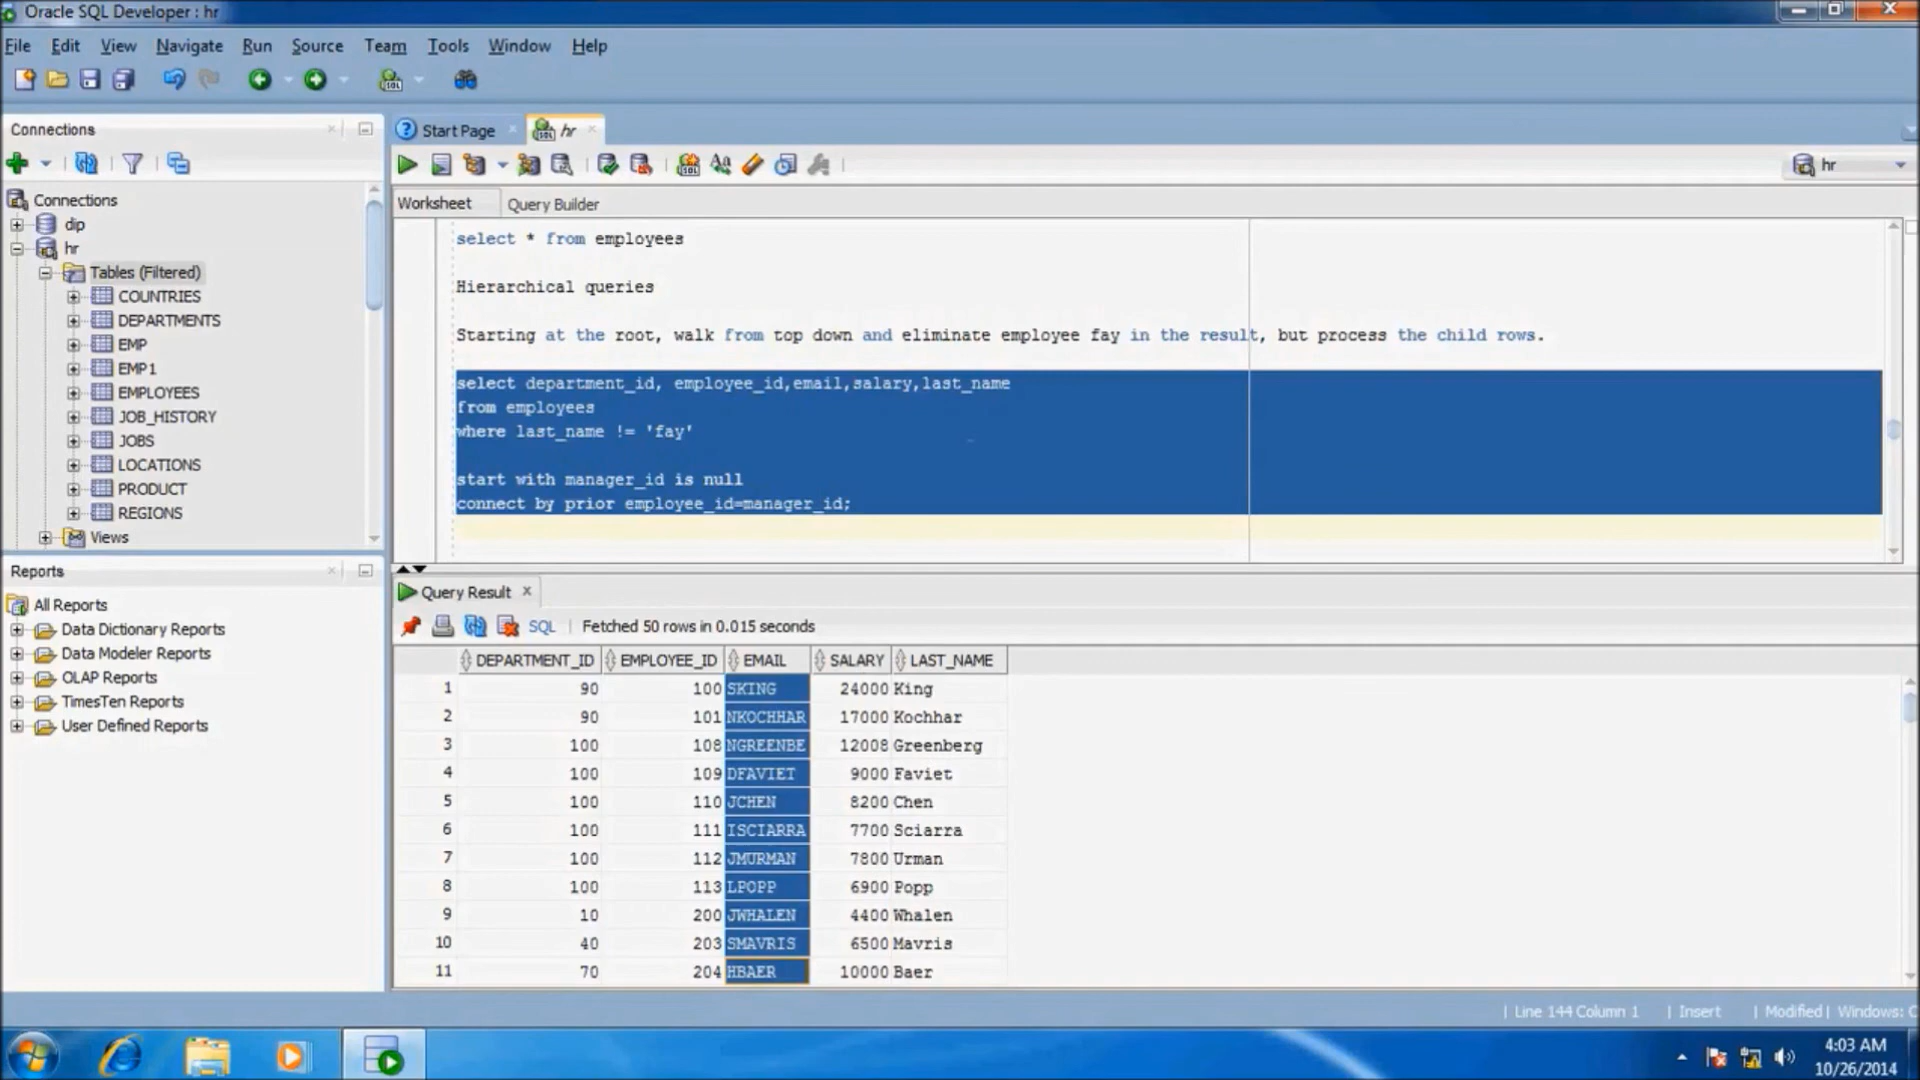 Oracle SQL Developer : hr
File Edit View Navigate Run Source Team Tools Window Help
Connections
Start Page
hr
hr
Connections
dip
hr
Tables (Filtered)
COUNTRIES
DEPARTMENTS
EMP
EMP1
EMPLOYEES
JOB_HISTORY
JOBS
LOCATIONS
PRODUCT
REGIONS
Views
Worksheet Query Builder
select * from employees
Hierarchical queries
Starting at the root, walk from top down and eliminate employee fay in the result, but process the child rows.
select department_id, employee_id,email,salary,last_name
from employees
where last_name != 'fay'
start with manager_id is null
connect by prior employee_id=manager_id;
Reports
All Reports
Data Dictionary Reports
Data Modeler Reports
OLAP Reports
TimesTen Reports
User Defined Reports
Query Result
SQL | Fetched 50 rows in 0.015 seconds
DEPARTMENT_ID EMPLOYEE_ID EMAIL SALARY LAST_NAME
1 90 100 SKING 24000 King
2 90 101 NKOCHHAR 17000 Kochhar
3 100 108 NGREENBE 12008 Greenberg
4 100 109 DFAVIET 9000 Faviet
5 100 110 JCHEN 8200 Chen
6 100 111 ISCIARRA 7700 Sciarra
7 100 112 JMURMAN 7800 Urman
8 100 113 LPOPP 6900 Popp
9 10 200 JWHALEN 4400 Whalen
10 40 203 SMAVRIS 6500 Mavris
11 70 204 HBAER 10000 Baer
Line 144 Column 1 | Insert | Modified | Windows: C
4:03 AM
10/26/2014